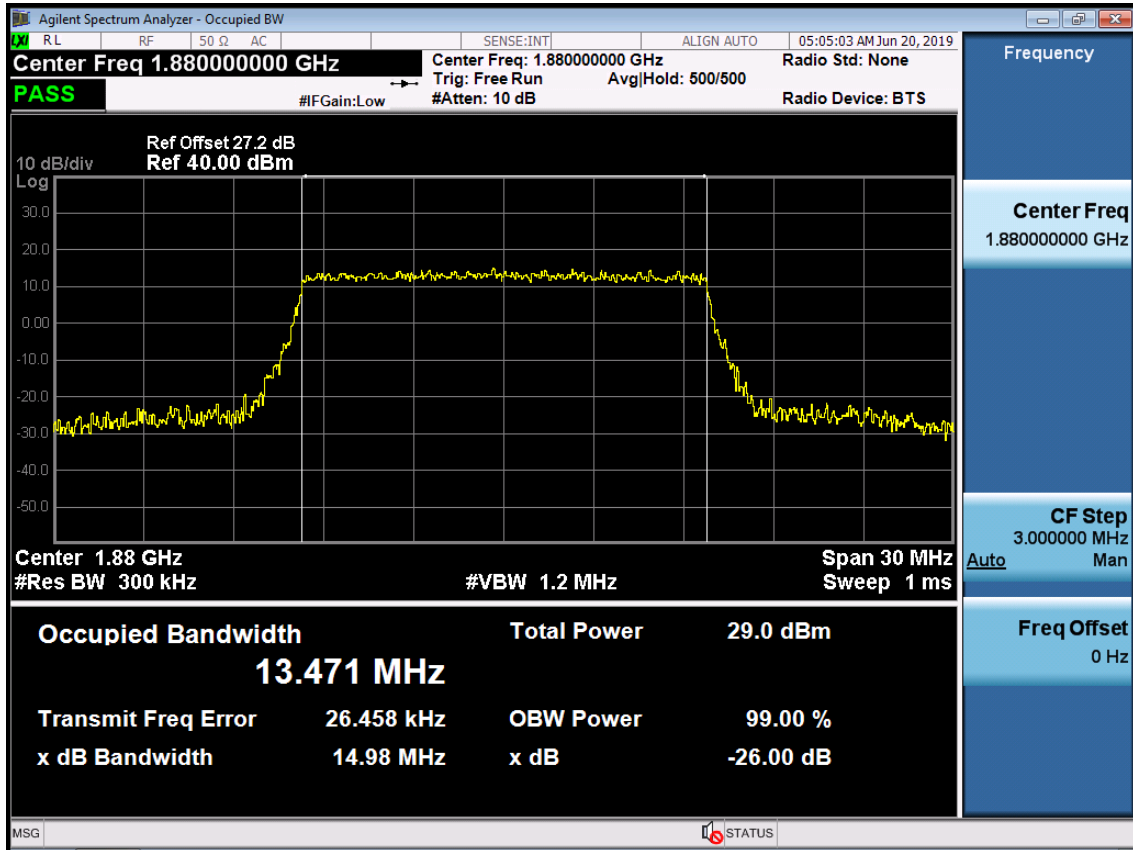 Agilent Spectrum Analyzer - Occupied BW
LXI RL RF 50 Ω AC SENSE:INT ALIGN AUTO 05:05:03 AM Jun 20, 2019
Center Freq 1.880000000 GHz
Center Freq: 1.880000000 GHz Radio Std: None
Trig: Free Run Avg|Hold: 500/500
PASS
#IFGain:Low #Atten: 10 dB Radio Device: BTS
Frequency
Ref Offset 27.2 dB
10 dB/div Ref 40.00 dBm
Log
30.0
20.0
10.0
0.00
-10.0
-20.0
-30.0
-40.0
-50.0
Center Freq
1.880000000 GHz
Center 1.88 GHz Span 30 MHz
#Res BW 300 kHz #VBW 1.2 MHz Sweep 1 ms
CF Step
3.000000 MHz
Auto Man
Occupied Bandwidth Total Power 29.0 dBm
13.471 MHz
Transmit Freq Error 26.458 kHz OBW Power 99.00 %
x dB Bandwidth 14.98 MHz x dB -26.00 dB
Freq Offset
0 Hz
MSG STATUS